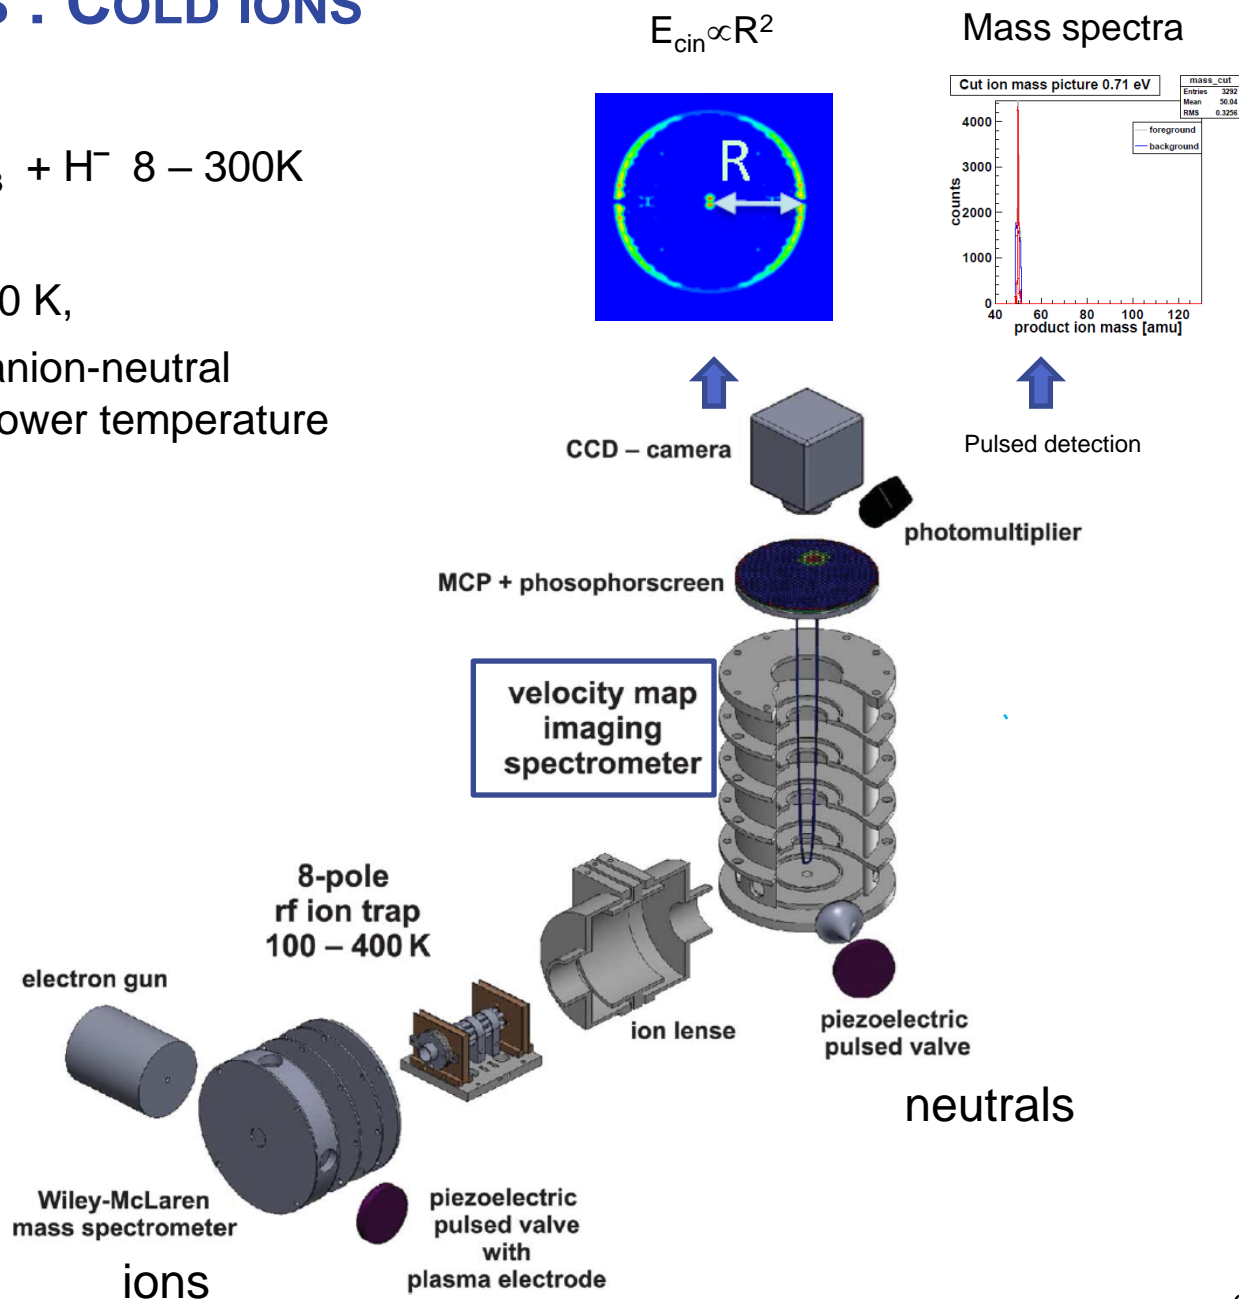 : COLD IONS
+ H⁻ 8 – 300K
0 K,
anion-neutral
ower temperature
E_cin∝R²
Mass spectra
R
Cut ion mass picture 0.71 eV
mass_cut
Entries 3292
Mean 50.04
RMS 0.3256
foreground
background
counts
4000
3000
2000
1000
0
40 60 80 100 120
product ion mass [amu]
Pulsed detection
CCD – camera
photomultiplier
MCP + phosophorscreen
velocity map
imaging
spectrometer
8-pole
rf ion trap
100 – 400 K
electron gun
ion lense
piezoelectric
pulsed valve
neutrals
Wiley-McLaren
mass spectrometer
ions
piezoelectric
pulsed valve
with
plasma electrode